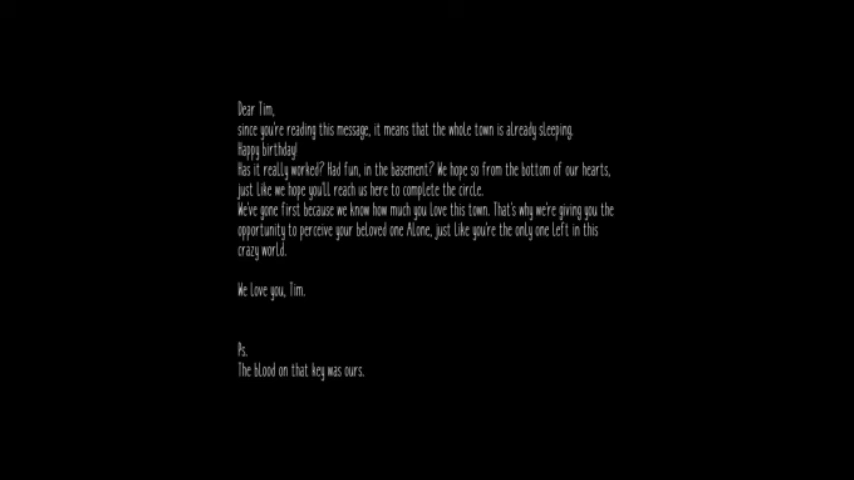 Dear Tim,
since you're reading this message, it means that the whole town is already sleeping.
Happy birthday!
Has it really worked? Had fun, in the basement? We hope so from the bottom of our hearts,
just like we hope you'll reach us here to complete the circle.
We've gone first because we know how much you love this town. That's why we're giving you the
opportunity to perceive your beloved one Alone, just like you're the only one left in this
crazy world.
We love you, Tim.
Ps.
The blood on that key was ours.